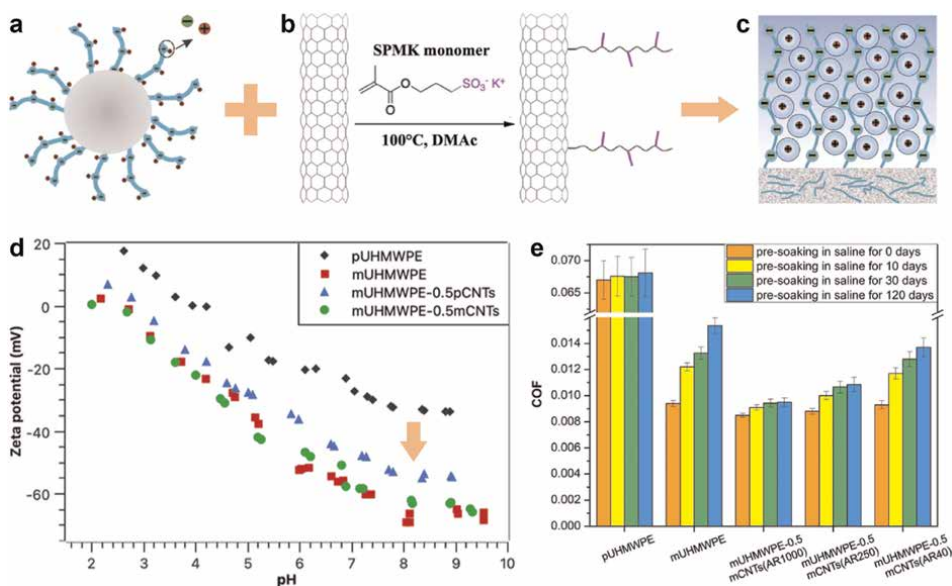 a
b
SPMK monomer
O
O
SO₃⁻K⁺
100°C, DMAc
c
d
20
0
-20
-40
-60
Zeta potential (mV)
1
2
3
4
5
6
7
8
9
10
pH
pUHMWPE
mUHMWPE
mUHMWPE-0.5pCNTs
mUHMWPE-0.5mCNTs
e
pre-soaking in saline for 0 days
pre-soaking in saline for 10 days
pre-soaking in saline for 30 days
pre-soaking in saline for 120 days
0.070
0.065
0.014
0.012
0.010
0.008
0.006
0.004
0.002
0.000
COF
pUHMWPE
mUHMWPE
mUHMWPE-0.5
mCNTs(AR1000)
mUHMWPE-0.5
mCNTs(AR250)
mUHMWPE-0.5
mCNTs(AR40)